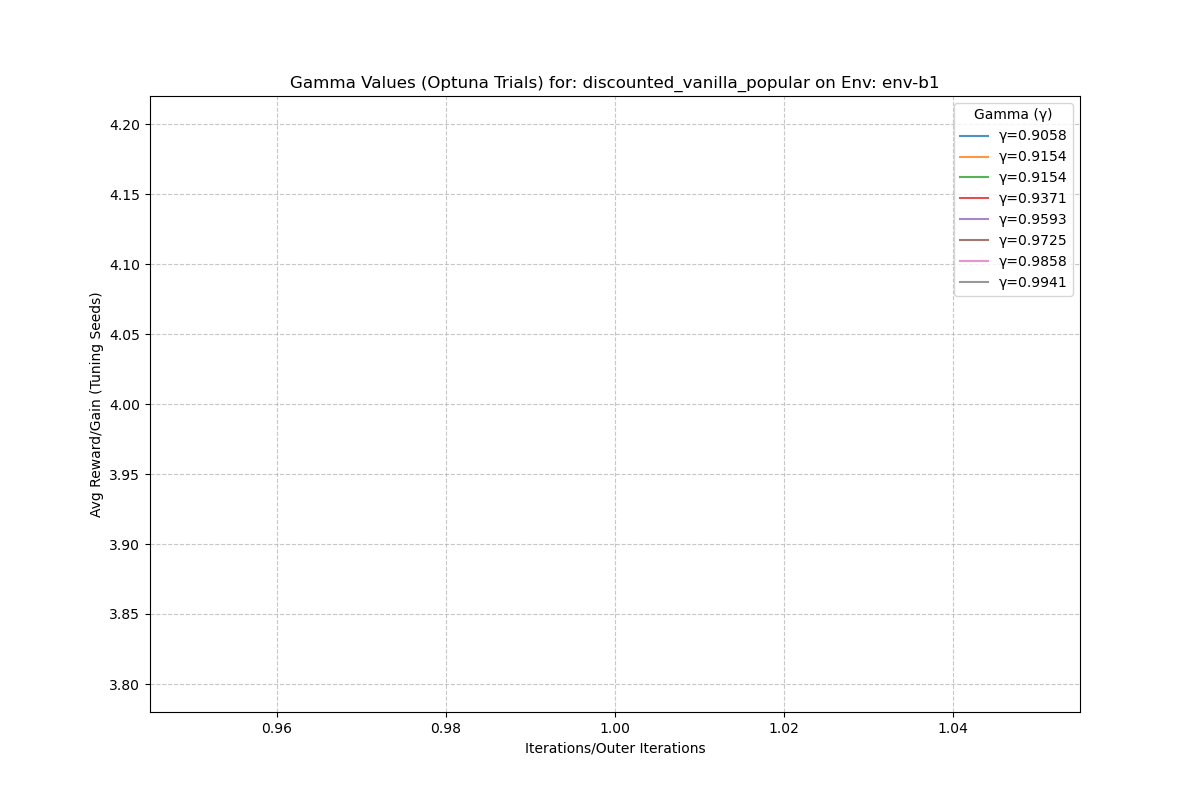 Gamma Values (Optuna Trials) for: discounted_vanilla_popular on Env: env-b1
Gamma (γ)
γ=0.9058
γ=0.9154
γ=0.9154
γ=0.9371
γ=0.9593
γ=0.9725
γ=0.9858
γ=0.9941
Avg Reward/Gain (Tuning Seeds)
4.20
4.15
4.10
4.05
4.00
3.95
3.90
3.85
3.80
0.96 0.98 1.00 1.02 1.04
Iterations/Outer Iterations